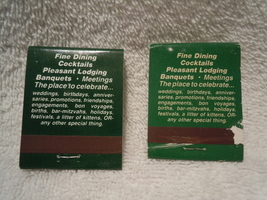 Fine Dining
Cocktails
Pleasant Lodging
Banquets • Meetings
The place to celebrate...
weddings, birthdays, anniver-
saries, promotions, friendships,
engagements, bon voyages,
births, bar-mitzvahs, holidays,
festivals, a litter of kittens, OR-
any other special thing.
Fine Dining
Cocktails
Pleasant Lodging
Banquets • Meetings
The place to celebrate...
weddings, birthdays, anniver-
saries, promotions, friendships,
engagements, bon voyages,
births, bar-mitzvahs, holidays,
festivals, a litter of kittens, OR-
any other special thing.